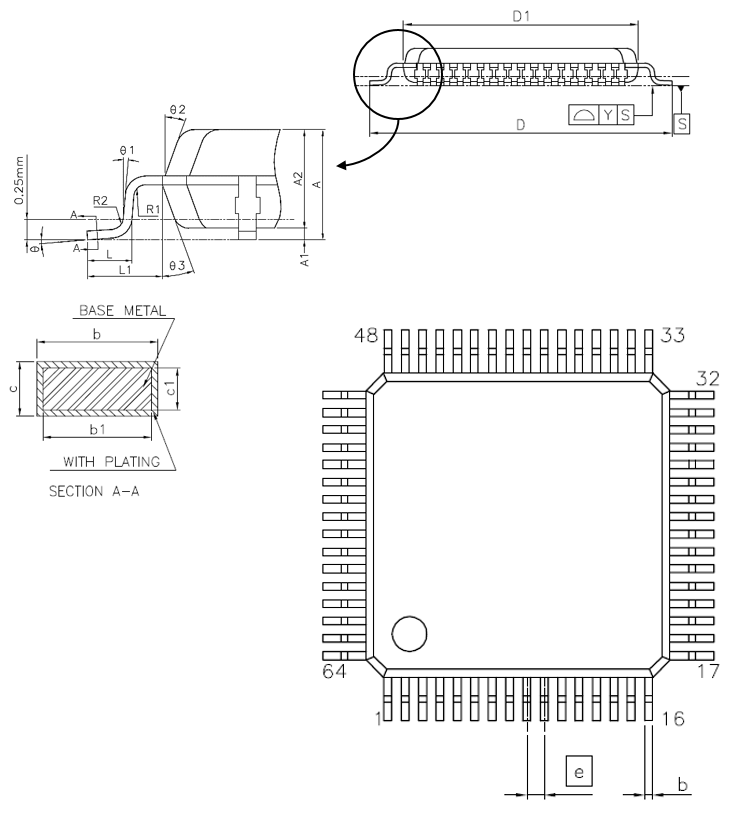 D1
D
Y S
S
θ2
θ1
0.25mm
R2
R1
A
A
θ
L
L1
θ3
A2
A
A1
BASE METAL
b
c
c1
b1
WITH PLATING
SECTION A-A
48
33
32
64
17
1
16
e
b